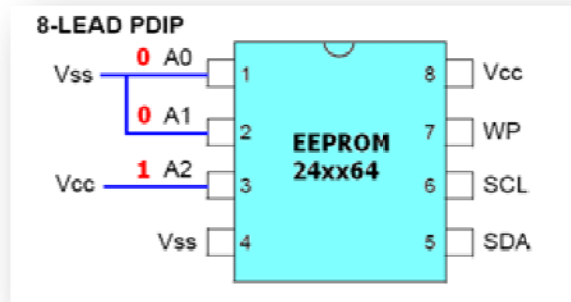 8-LEAD PDIP
0 A0
Vss
1
8
Vcc
0 A1
2
7
WP
EEPROM
24xx64
1 A2
Vcc
3
6
SCL
Vss
4
5
SDA